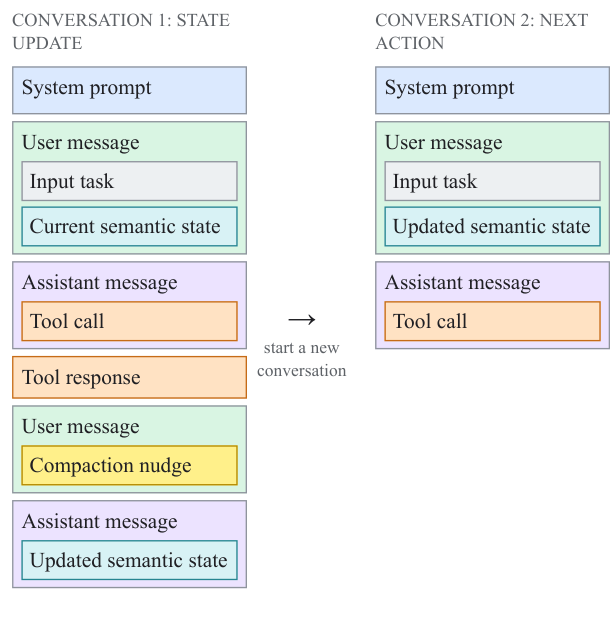 CONVERSATION 1: STATE
UPDATE
System prompt
User message
Input task
Current semantic state
Assistant message
Tool call
Tool response
User message
Compaction nudge
Assistant message
Updated semantic state
→
start a new
conversation
CONVERSATION 2: NEXT
ACTION
System prompt
User message
Input task
Updated semantic state
Assistant message
Tool call